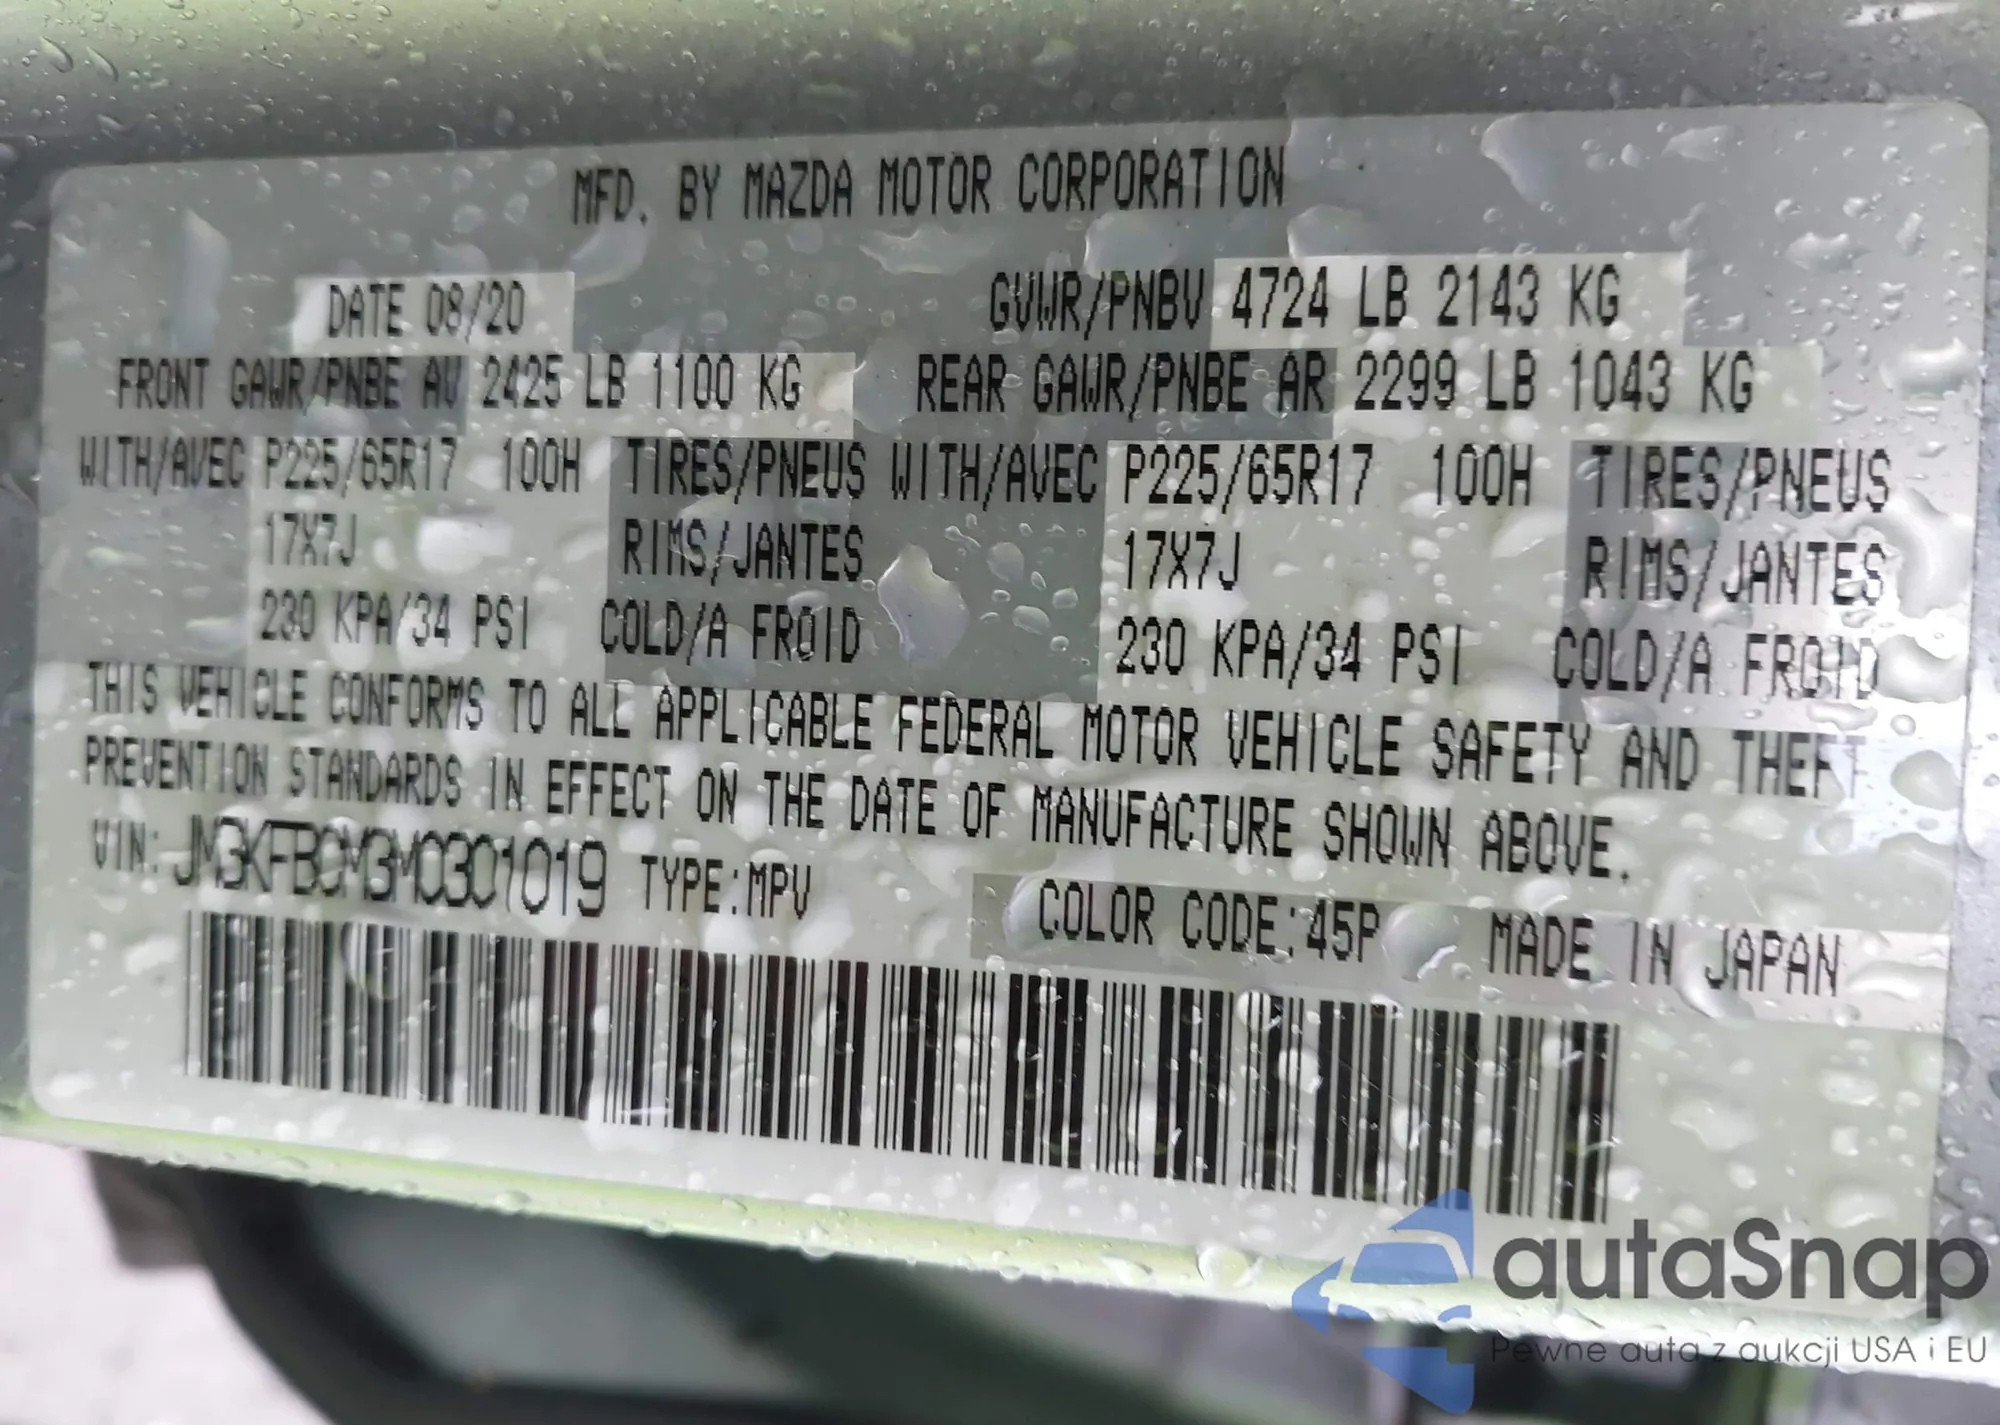 MFD. BY MAZDA MOTOR CORPORATION
DATE 08/20 GVWR/PNBV 4724 LB 2143 KG
FRONT GAWR/PNBE AV 2425 LB 1100 KG REAR GAWR/PNBE AR 2299 LB 1043 KG
WITH/AVEC P225/65R17 100H TIRES/PNEUS WITH/AVEC P225/65R17 100H TIRES/PNEUS
17X7J RIMS/JANTES 17X7J RIMS/JANTES
230 KPA/34 PSI COLD/A FROID 230 KPA/34 PSI COLD/A FROID
THIS VEHICLE CONFORMS TO ALL APPLICABLE FEDERAL MOTOR VEHICLE SAFETY AND THEFT
PREVENTION STANDARDS IN EFFECT ON THE DATE OF MANUFACTURE SHOWN ABOVE.
VIN: JM3KFBCM3M0301019 TYPE:MPV COLOR CODE:45P MADE IN JAPAN
autaSnap
Pewne auta z aukcji USA i EU